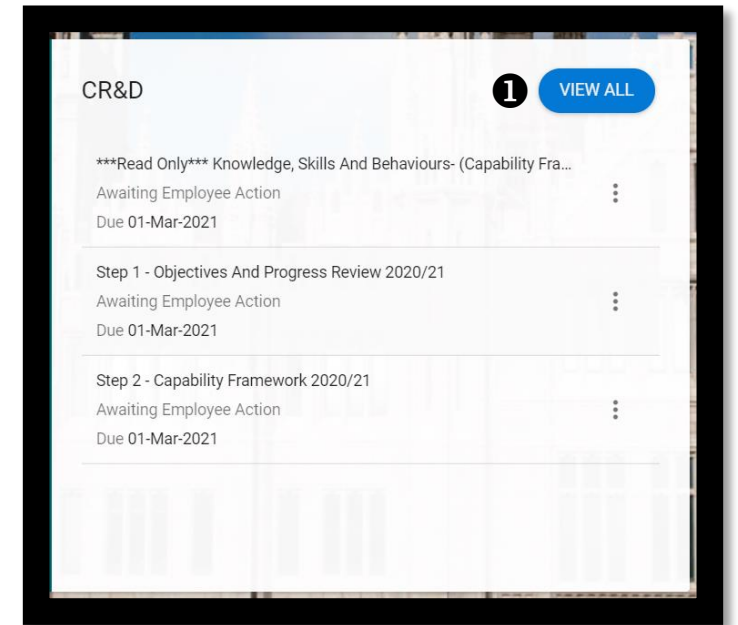 CR&D
❶ VIEW ALL
***Read Only*** Knowledge, Skills And Behaviours- (Capability Fra...
Awaiting Employee Action
Due 01-Mar-2021
Step 1 - Objectives And Progress Review 2020/21
Awaiting Employee Action
Due 01-Mar-2021
Step 2 - Capability Framework 2020/21
Awaiting Employee Action
Due 01-Mar-2021